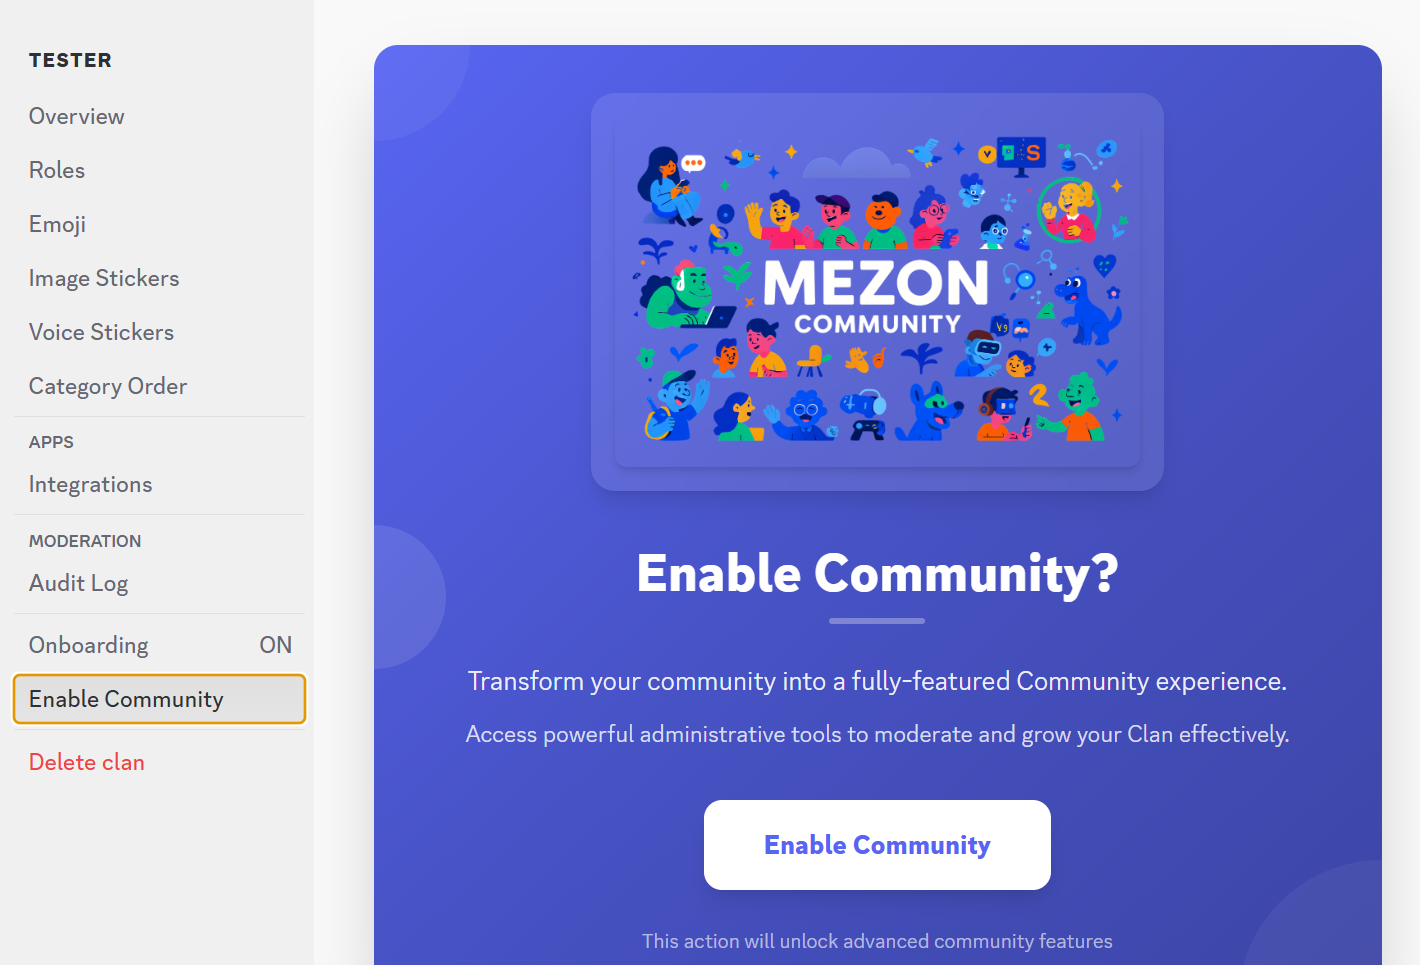 TESTER
Overview
Roles
Emoji
Image Stickers
Voice Stickers
Category Order
APPS
Integrations
MODERATION
Audit Log
Onboarding ON
Enable Community
Delete clan
S
MEZON
COMMUNITY
Enable Community?
Transform your community into a fully-featured Community experience.
Access powerful administrative tools to moderate and grow your Clan effectively.
Enable Community
This action will unlock advanced community features